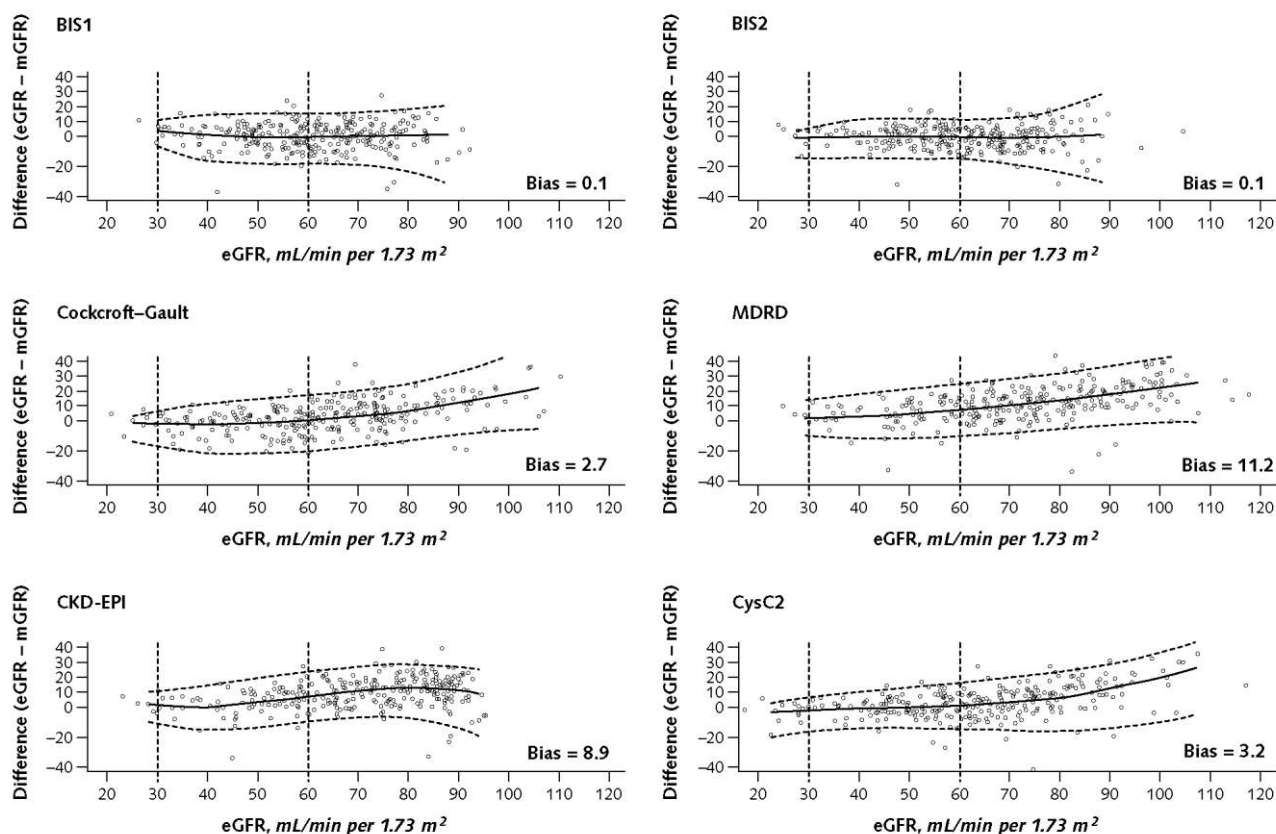 BIS1
Difference (eGFR – mGFR)
40
30
20
10
0
–20
–40
Bias = 0.1
20 30 40 50 60 70 80 90 100 110 120
eGFR, mL/min per 1.73 m²
BIS2
Difference (eGFR – mGFR)
40
30
20
10
0
–20
–40
Bias = 0.1
20 30 40 50 60 70 80 90 100 110 120
eGFR, mL/min per 1.73 m²
Cockcroft–Gault
Difference (eGFR – mGFR)
40
30
20
10
0
–20
–40
Bias = 2.7
20 30 40 50 60 70 80 90 100 110 120
eGFR, mL/min per 1.73 m²
MDRD
Difference (eGFR – mGFR)
40
30
20
10
0
–20
–40
Bias = 11.2
20 30 40 50 60 70 80 90 100 110 120
eGFR, mL/min per 1.73 m²
CKD-EPI
Difference (eGFR – mGFR)
40
30
20
10
0
–20
–40
Bias = 8.9
20 30 40 50 60 70 80 90 100 110 120
eGFR, mL/min per 1.73 m²
CysC2
Difference (eGFR – mGFR)
40
30
20
10
0
–20
–40
Bias = 3.2
20 30 40 50 60 70 80 90 100 110 120
eGFR, mL/min per 1.73 m²